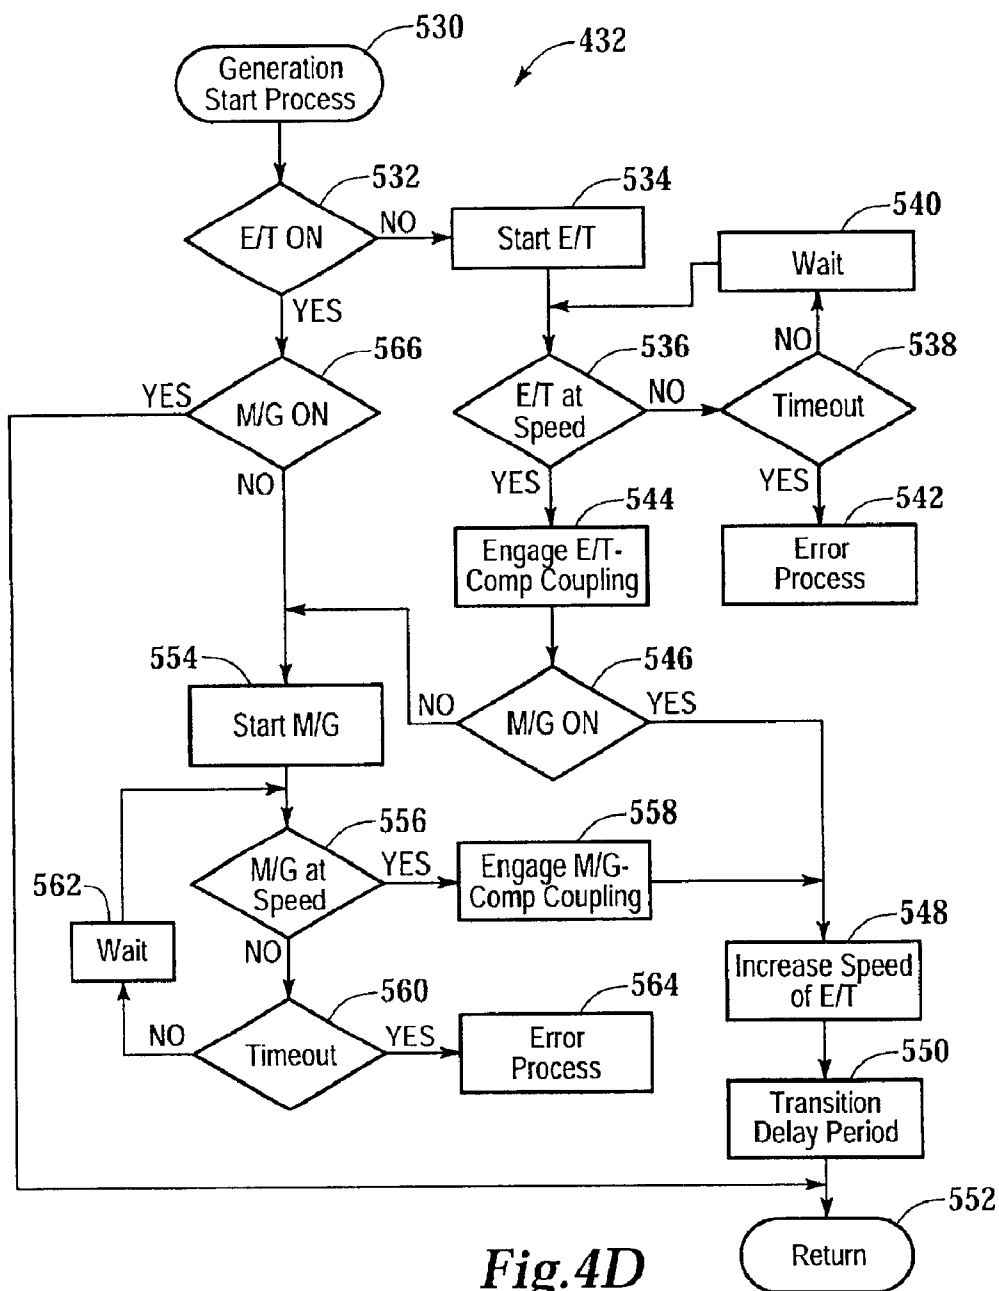 530
432
Generation
Start Process
532
534
540
E/T ON
NO
Start E/T
Wait
YES
566
536
NO
538
YES
M/G ON
E/T at
Speed
NO
Timeout
NO
YES
544
YES
542
Engage E/T-
Comp Coupling
Error
Process
554
546
Start M/G
NO
M/G ON
YES
556
558
562
M/G at
Speed
YES
Engage M/G-
Comp Coupling
Wait
NO
548
Increase Speed
of E/T
560
564
NO
Timeout
YES
Error
Process
550
Transition
Delay Period
552
Return
Fig.4D